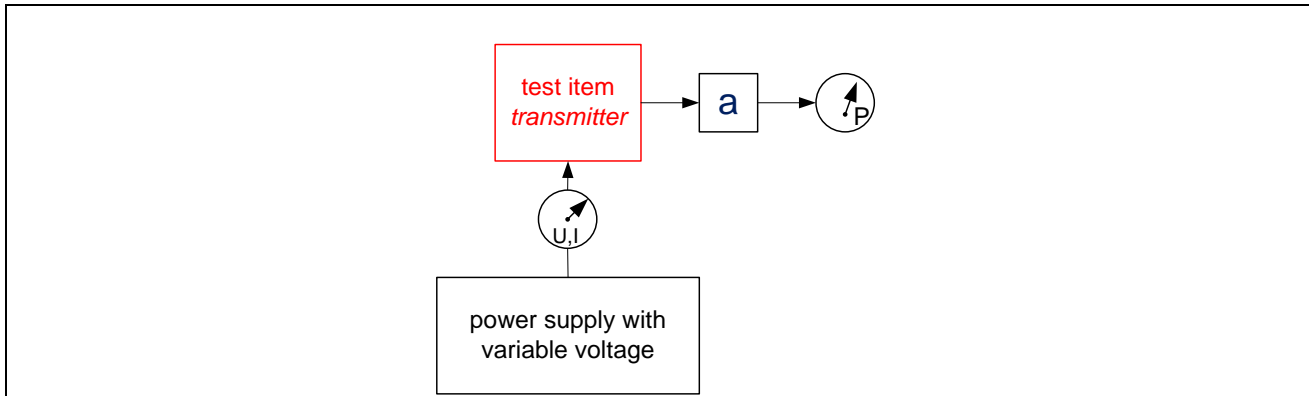 test item
transmitter
a
P
U,I
power supply with
variable voltage